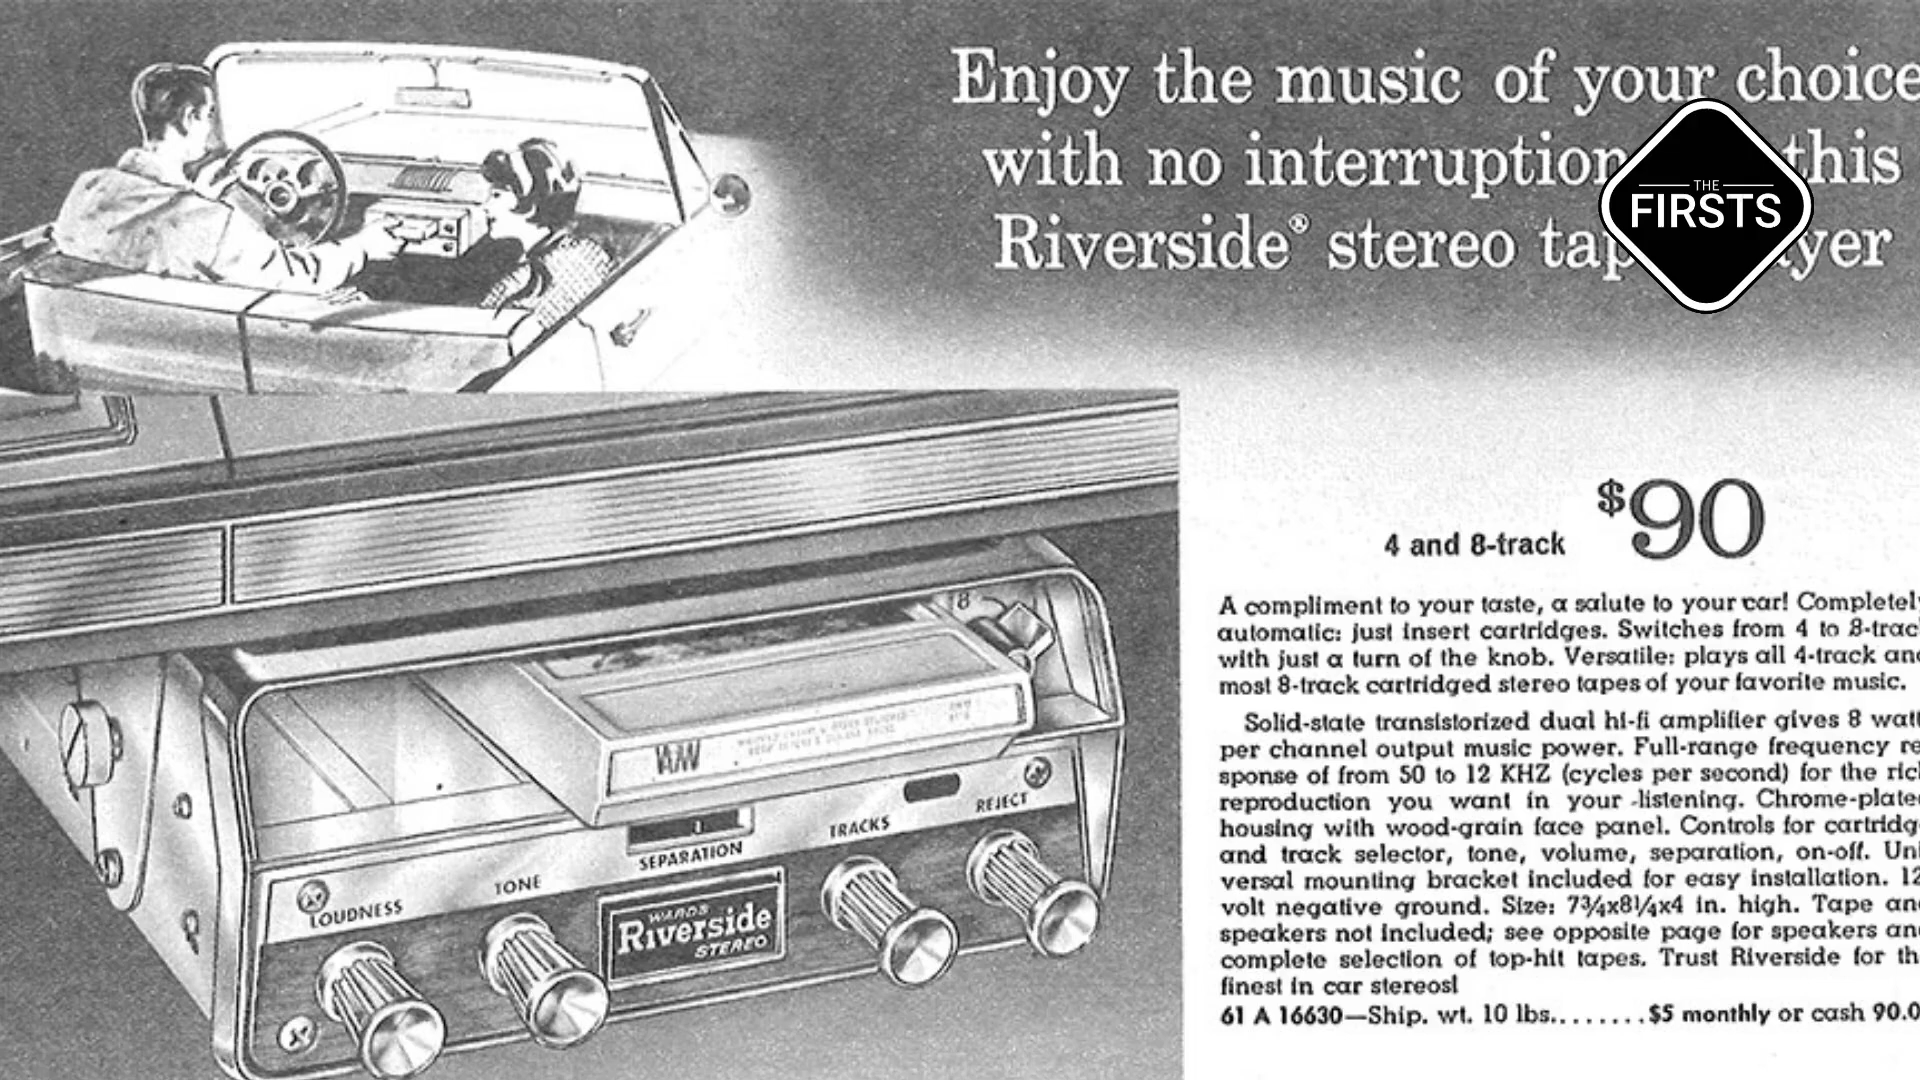 Enjoy the music of your choice
with no interruption this
Riverside® stereo tap yer
THE
FIRSTS
4 and 8-track $90
A compliment to your taste, a salute to your car! Completely
automatic: just insert cartridges. Switches from 4 to 8-trac
with just a turn of the knob. Versatile: plays all 4-track and
most 8-track cartridged stereo tapes of your favorite music.
Solid-state transistorized dual hi-fi amplifier gives 8 watt
per channel output music power. Full-range frequency re-
sponse of from 50 to 12 KHZ (cycles per second) for the rich
reproduction you want in your listening. Chrome-plated
housing with wood-grain face panel. Controls for cartridg
and track selector, tone, volume, separation, on-off. Uni
versal mounting bracket included for easy installation. 12
volt negative ground. Size: 7¾x8¼x4 in. high. Tape and
speakers not included; see opposite page for speakers and
complete selection of top-hit tapes. Trust Riverside for th
finest in car stereos!
61 A 16630—Ship. wt. 10 lbs........$5 monthly or cash 90.0
8
REJECT
TRACKS
SEPARATION
TONE
LOUDNESS
WARDS
Riverside
STEREO